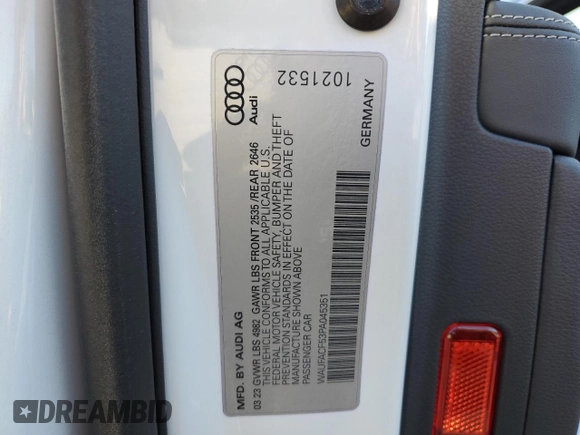 Audi
1021532
GERMANY
MFD. BY AUDI AG
03 23 GVWR LBS 4982 GAWR LBS FRONT 2535 /REAR 2646
THIS VEHICLE CONFORMS TO ALL APPLICABLE U.S.
FEDERAL MOTOR VEHICLE SAFETY, BUMPER AND THEFT
PREVENTION STANDARDS IN EFFECT ON THE DATE OF
MANUFACTURE SHOWN ABOVE
PASSENGER CAR
WAUFACF53PA045351
DREAMBID